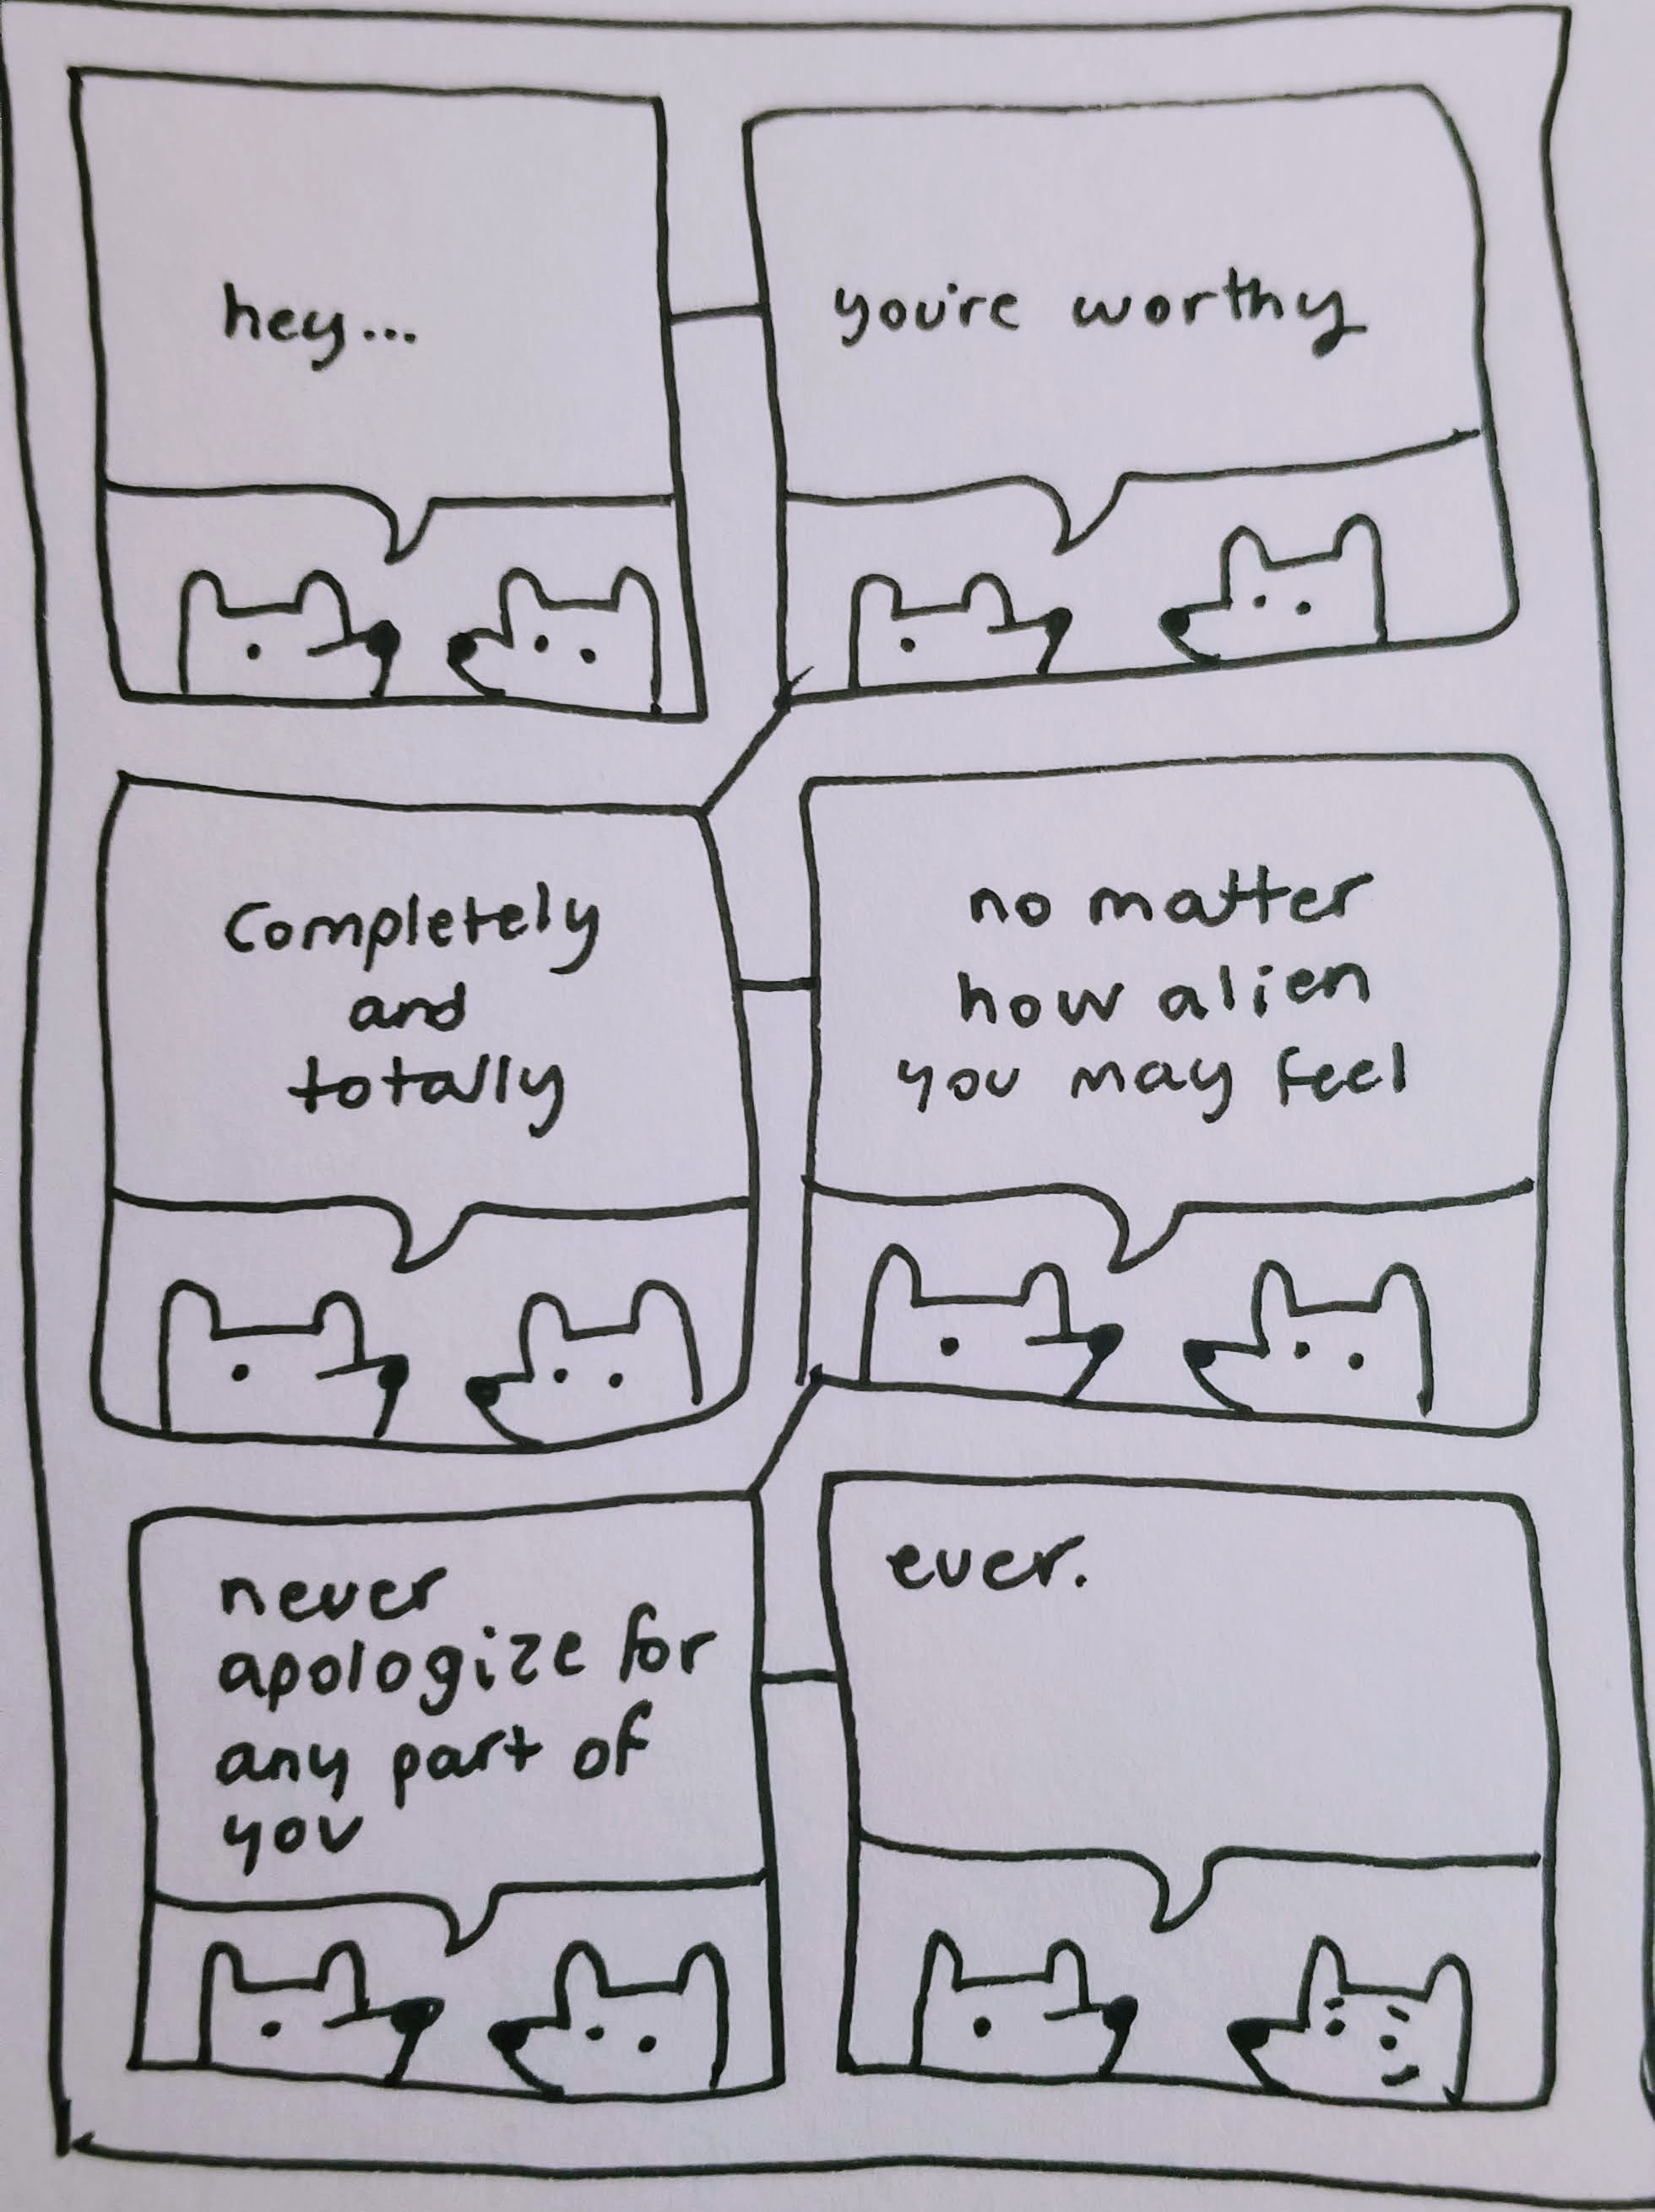 hey...
you're worthy
Completely
and
totally
no matter
how alien
you may feel
never
apologize for
any part of
you
ever.